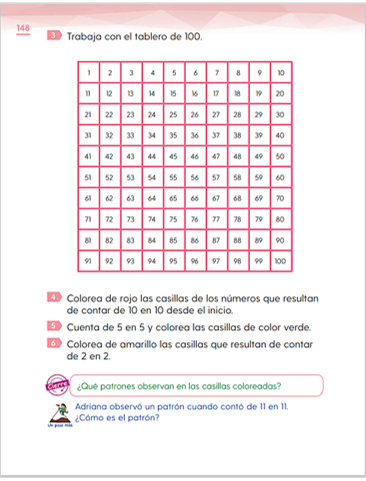 148
3 Trabaja con el tablero de 100.
1 2 3 4 5 6 7 8 9 10
11 12 13 14 15 16 17 18 19 20
21 22 23 24 25 26 27 28 29 30
31 32 33 34 35 36 37 38 39 40
41 42 43 44 45 46 47 48 49 50
51 52 53 54 55 56 57 58 59 60
61 62 63 64 65 66 67 68 69 70
71 72 73 74 75 76 77 78 79 80
81 82 83 84 85 86 87 88 89 90
91 92 93 94 95 96 97 98 99 100
4 Colorea de rojo las casillas de los números que resultan
de contar de 10 en 10 desde el inicio.
5 Cuenta de 5 en 5 y colorea las casillas de color verde.
6 Colorea de amarillo las casillas que resultan de contar
de 2 en 2.
Cierre ¿Qué patrones observan en las casillas coloreadas?
Adriana observó un patrón cuando contó de 11 en 11.
¿Cómo es el patrón?
Un paso más